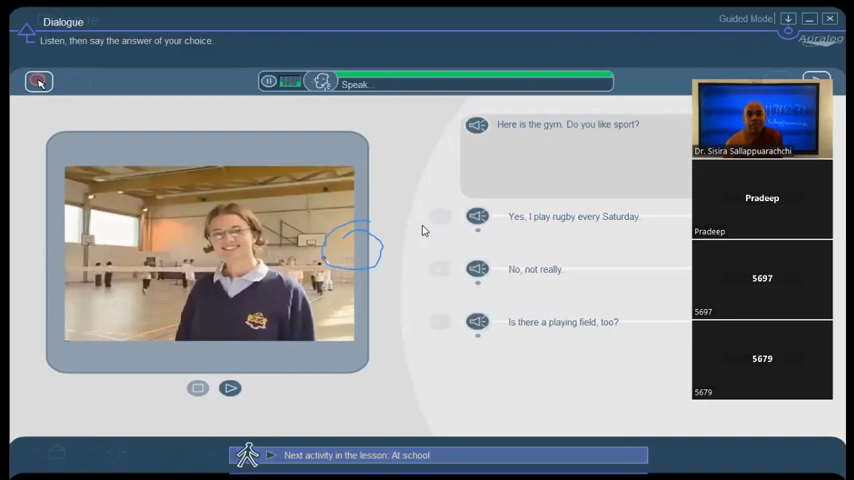 Dialogue
Guided Mode
Listen, then say the answer of your choice.
Auralog
Speak...
Here is the gym. Do you like sport?
Yes, I play rugby every Saturday.
No, not really.
Is there a playing field, too?
Dr. Sisira Sallappuarachchi
Pradeep
Pradeep
5697
5697
5679
5679
Next activity in the lesson: At school